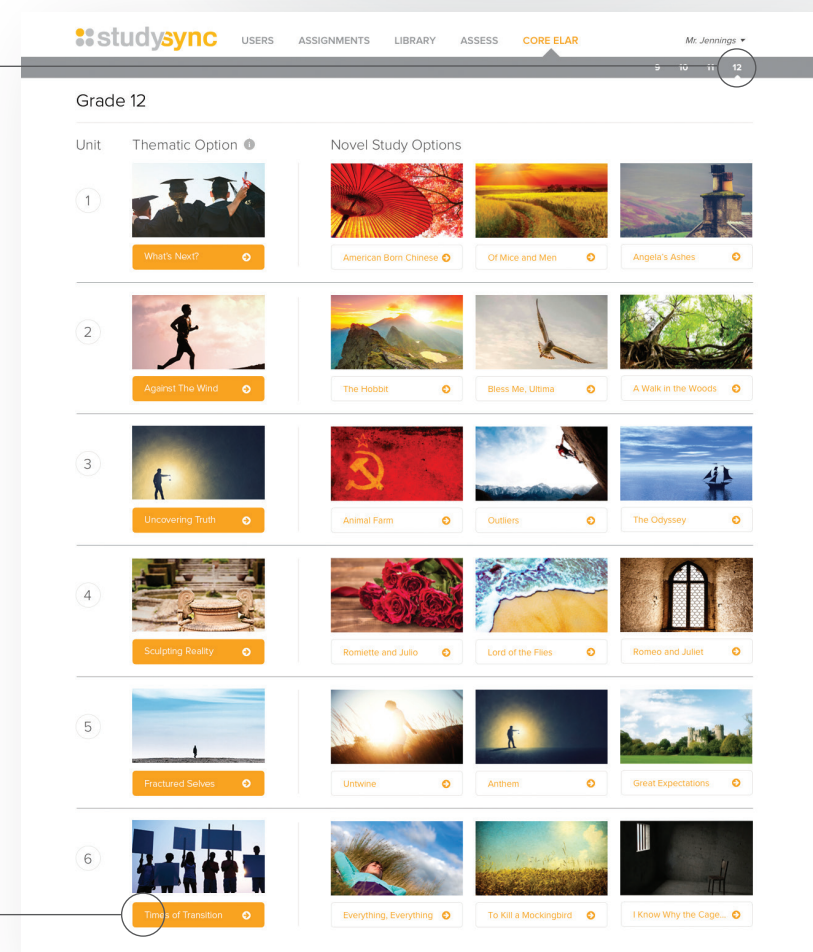 studysync USERS ASSIGNMENTS LIBRARY ASSESS CORE ELAR Mr. Jennings
9 10 11 12
Grade 12
Unit Thematic Option Novel Study Options
1
What's Next? American Born Chinese Of Mice and Men Angela's Ashes
2
Against The Wind The Hobbit Bless Me, Ultima A Walk in the Woods
3
Uncovering Truth Animal Farm Outliers The Odyssey
4
Sculpting Reality Romiette and Julio Lord of the Flies Romeo and Juliet
5
Fractured Selves Untwine Anthem Great Expectations
6
Times of Transition Everything, Everything To Kill a Mockingbird I Know Why the Cage...